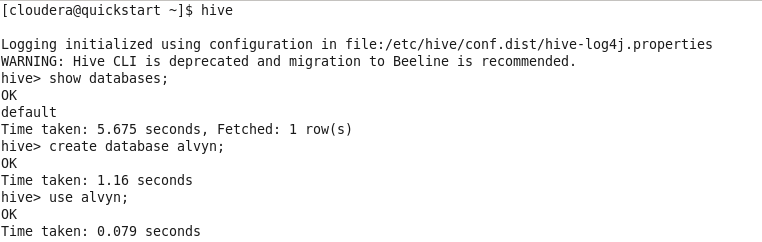 [cloudera@quickstart ~]$ hive
Logging initialized using configuration in file:/etc/hive/conf.dist/hive-log4j.properties
WARNING: Hive CLI is deprecated and migration to Beeline is recommended.
hive> show databases;
OK
default
Time taken: 5.675 seconds, Fetched: 1 row(s)
hive> create database alvyn;
OK
Time taken: 1.16 seconds
hive> use alvyn;
OK
Time taken: 0.079 seconds